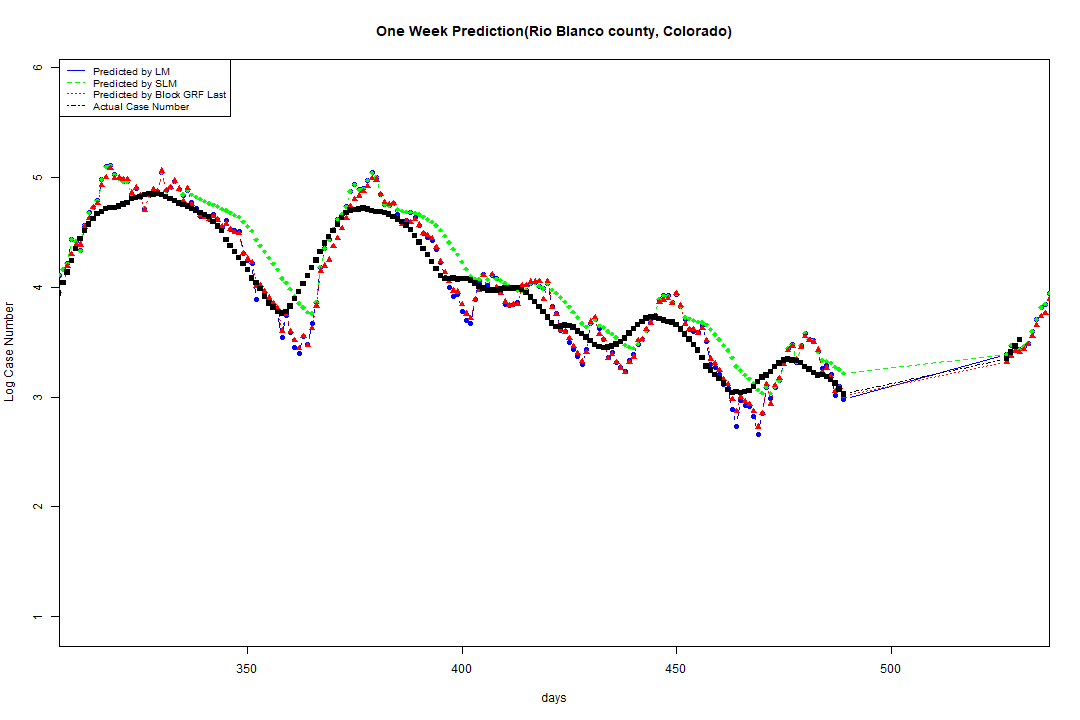 One Week Prediction(Rio Blanco county, Colorado)
Predicted by LM
Predicted by SLM
Predicted by Block GRF Last
Actual Case Number
6
5
4
3
2
1
Log Case Number
350 400 450 500
days